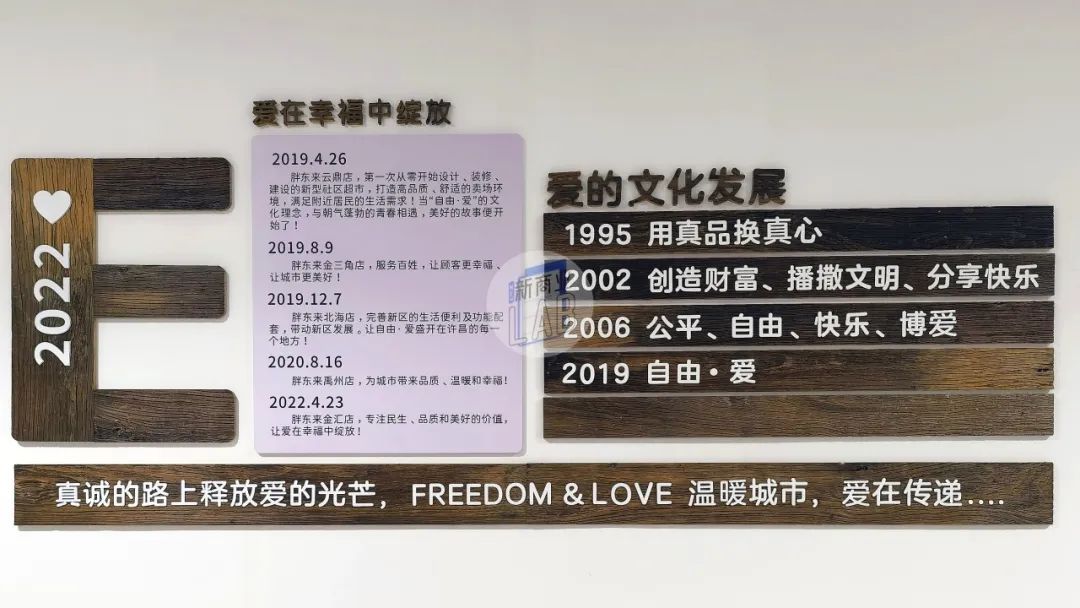 2022
E
爱在幸福中绽放
2019.4.26
胖东来云鼎店，第一次从零开始设计、装修、
建设的新型社区超市，打造高品质、舒适的卖场环
境，满足附近居民的生活需求！当“自由·爱”的文
化理念，与朝气蓬勃的青春相遇，美好的故事便开
始了！
2019.8.9
胖东来金三角店，服务百姓，让顾客更幸福、
让城市更美好！
2019.12.7
胖东来北海店，完善新区的生活便利及功能配
套，带动新区发展。让自由·爱盛开在许昌的每一
个地方！
2020.8.16
胖东来禹州店，为城市带来品质、温暖和幸福！
2022.4.23
胖东来金汇店，专注民生、品质和美好的价值，
让爱在幸福中绽放！
爱的文化发展
1995 用真品换真心
2002 创造财富、播撒文明、分享快乐
2006 公平、自由、快乐、博爱
2019 自由·爱
新商业
LAB
真诚的路上释放爱的光芒，FREEDOM & LOVE 温暖城市，爱在传递....